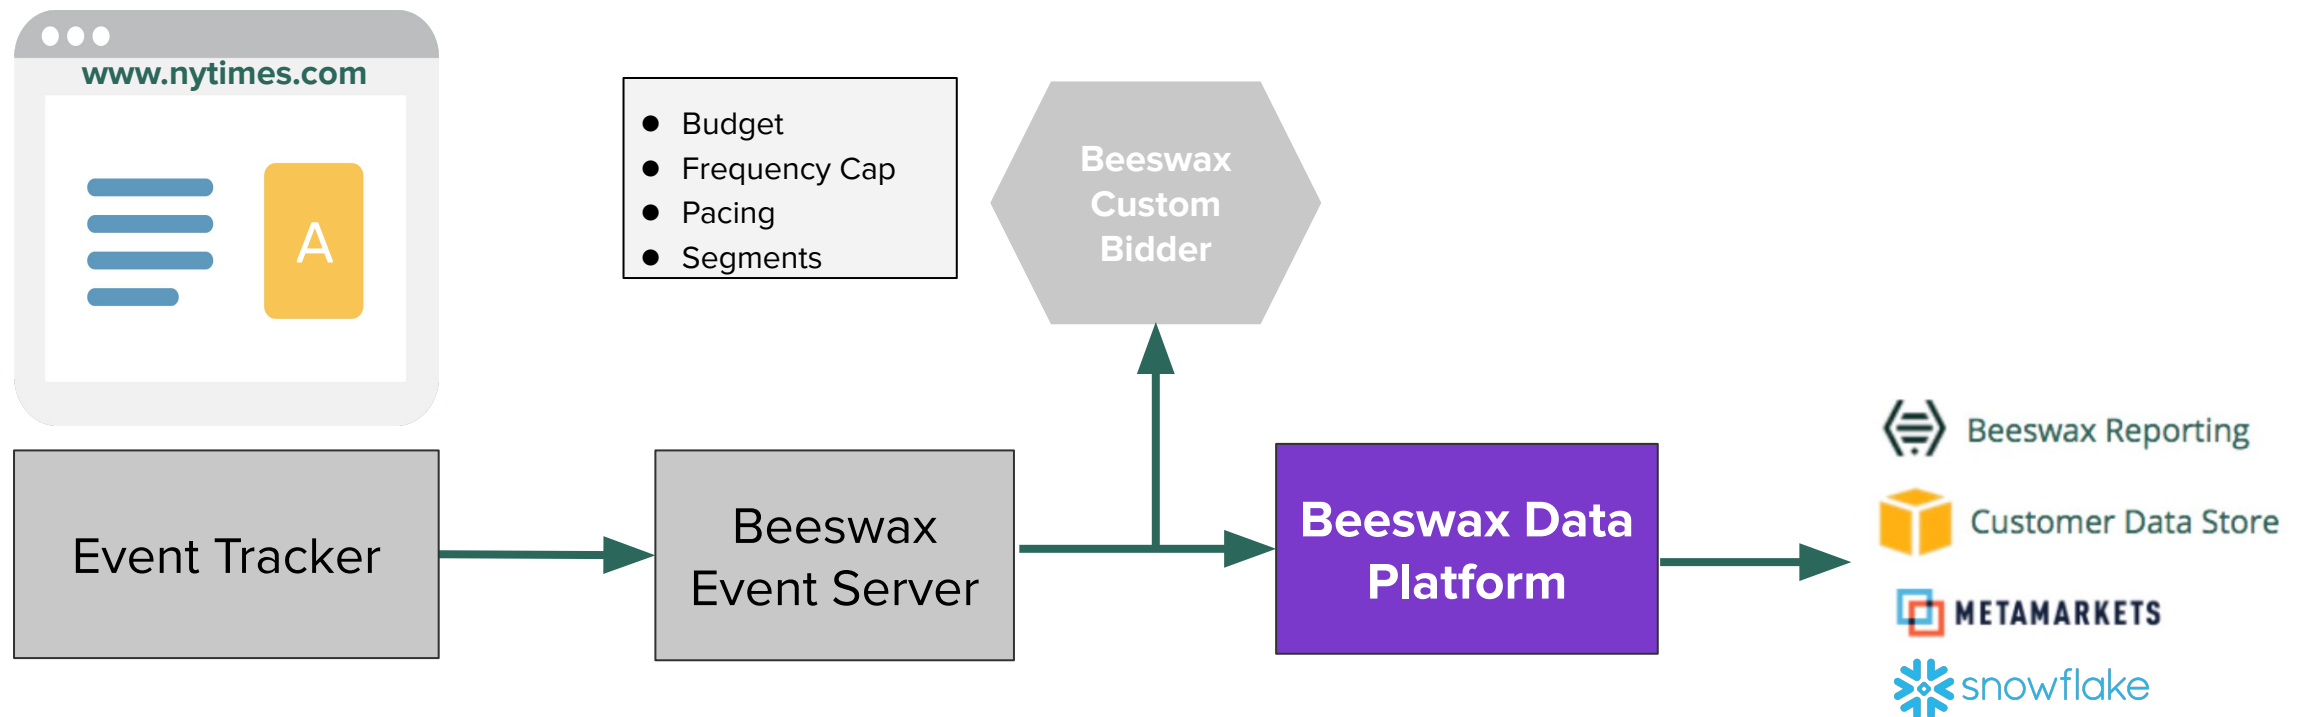 www.nytimes.com
A
● Budget
● Frequency Cap
● Pacing
● Segments
Beeswax
Custom
Bidder
Event Tracker
Beeswax
Event Server
Beeswax Data
Platform
Beeswax Reporting
Customer Data Store
METAMARKETS
snowflake